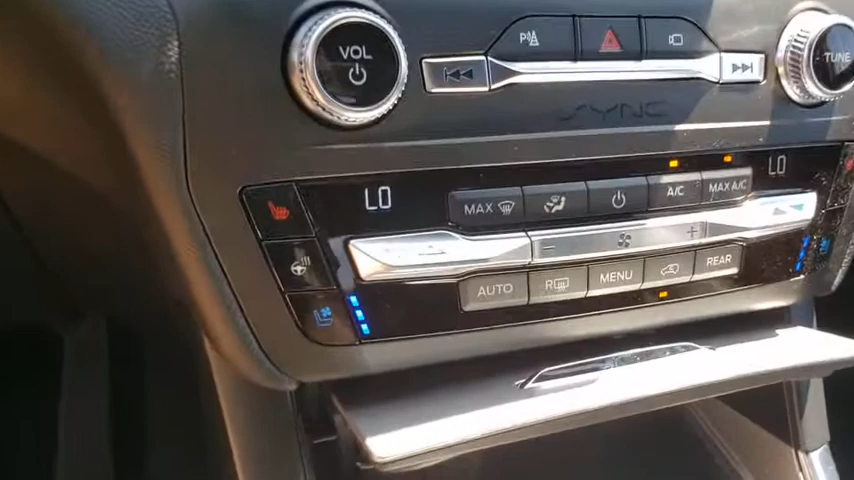 VOL
TUNE
SYNC
LO
LO
MAX
A/C
MAX A/C
AUTO
R
MENU
REAR